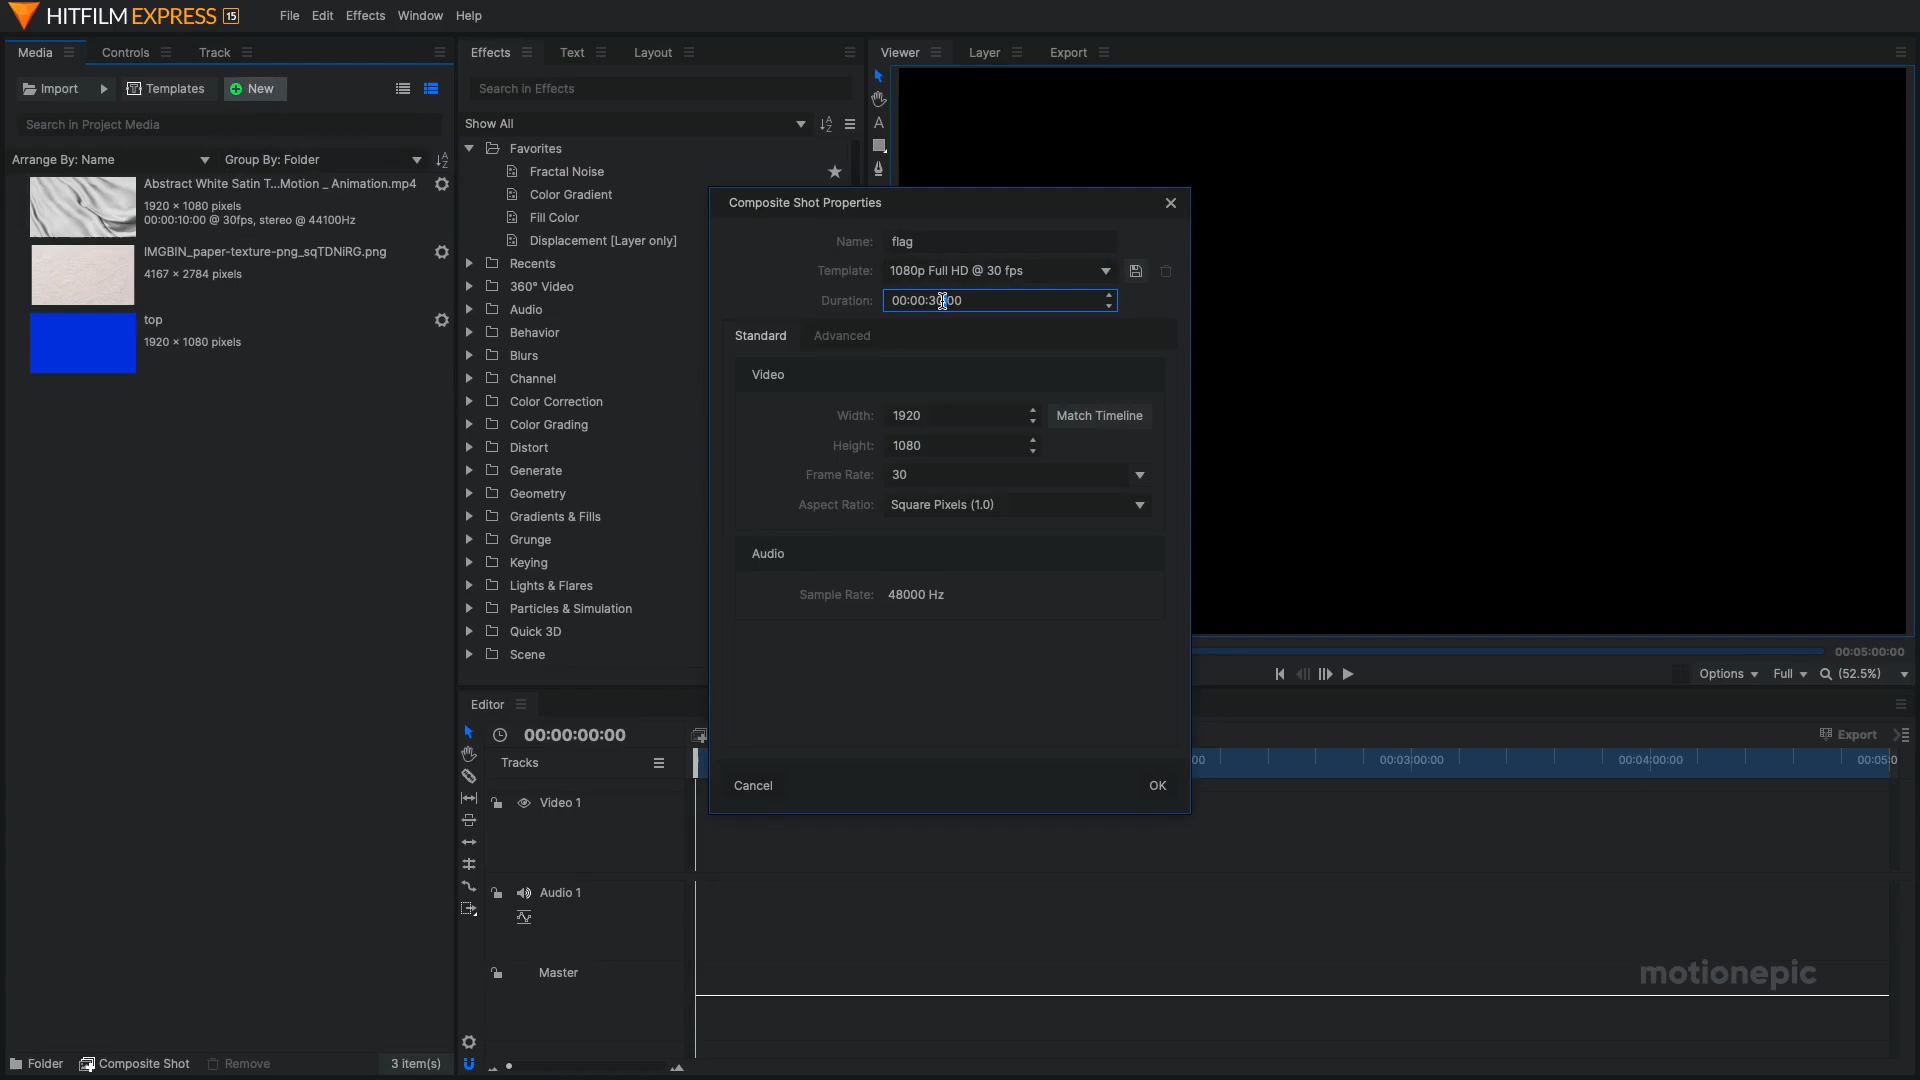 HITFILM EXPRESS 15
File Edit Effects Window Help
Media Controls Track
Import Templates New
Search in Project Media
Arrange By: Name Group By: Folder
Abstract White Satin T...Motion _ Animation.mp4
1920 × 1080 pixels
00:00:10:00 @ 30fps, stereo @ 44100Hz
IMGBIN_paper-texture-png_sqTDNiRG.png
4167 × 2784 pixels
top
1920 × 1080 pixels
Folder Composite Shot Remove 3 item(s)
Effects Text Layout
Search in Effects
Show All
Favorites
Fractal Noise
Color Gradient
Fill Color
Displacement [Layer only]
Recents
360° Video
Audio
Behavior
Blurs
Channel
Color Correction
Color Grading
Distort
Generate
Geometry
Gradients & Fills
Grunge
Keying
Lights & Flares
Particles & Simulation
Quick 3D
Scene
Viewer Layer Export
Composite Shot Properties
Name: flag
Template: 1080p Full HD @ 30 fps
Duration: 00:00:30:00
Standard Advanced
Video
Width: 1920 Match Timeline
Height: 1080
Frame Rate: 30
Aspect Ratio: Square Pixels (1.0)
Audio
Sample Rate: 48000 Hz
Cancel OK
00:05:00:00
Options Full (52.5%)
Editor
00:00:00:00 Export
Tracks 00 00:03:00:00 00:04:00:00 00:05:0
Video 1
Audio 1
Master
motionepic